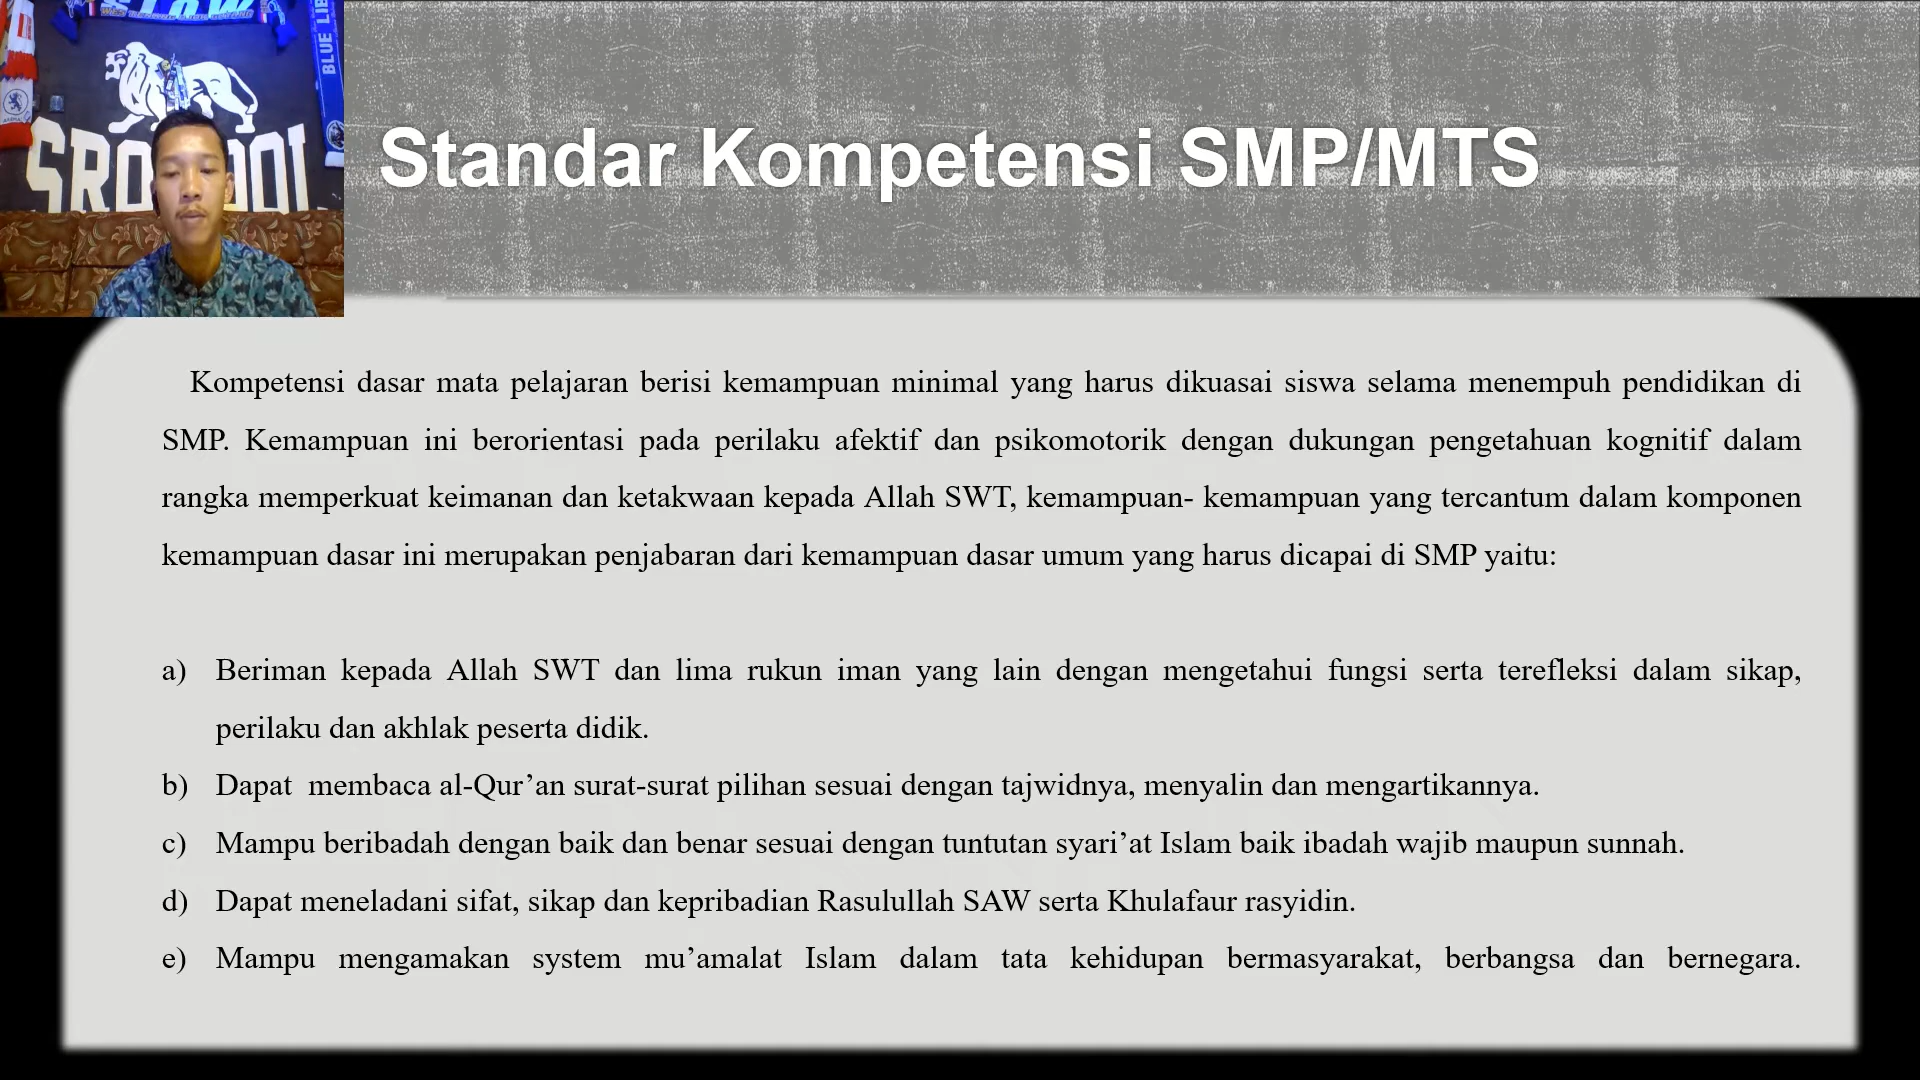 BLUE LIB
Standar Kompetensi SMP/MTS
Kompetensi dasar mata pelajaran berisi kemampuan minimal yang harus dikuasai siswa selama menempuh pendidikan di
SMP. Kemampuan ini berorientasi pada perilaku afektif dan psikomotorik dengan dukungan pengetahuan kognitif dalam
rangka memperkuat keimanan dan ketakwaan kepada Allah SWT, kemampuan- kemampuan yang tercantum dalam komponen
kemampuan dasar ini merupakan penjabaran dari kemampuan dasar umum yang harus dicapai di SMP yaitu:
a) Beriman kepada Allah SWT dan lima rukun iman yang lain dengan mengetahui fungsi serta terefleksi dalam sikap,
perilaku dan akhlak peserta didik.
b) Dapat  membaca al-Qur’an surat-surat pilihan sesuai dengan tajwidnya, menyalin dan mengartikannya.
c) Mampu beribadah dengan baik dan benar sesuai dengan tuntutan syari’at Islam baik ibadah wajib maupun sunnah.
d) Dapat meneladani sifat, sikap dan kepribadian Rasulullah SAW serta Khulafaur rasyidin.
e) Mampu mengamakan system mu’amalat Islam dalam tata kehidupan bermasyarakat, berbangsa dan bernegara.